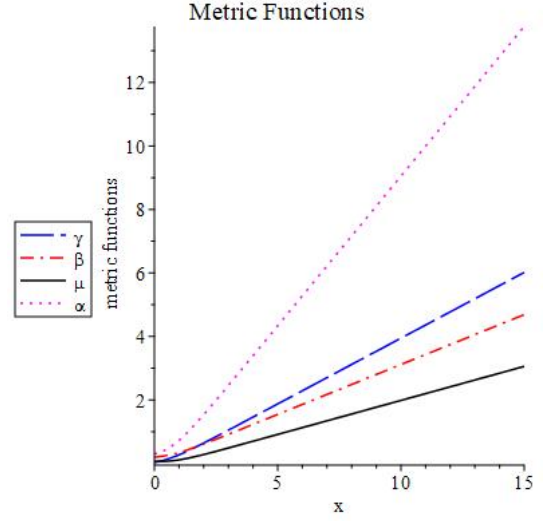 Metric Functions
12
10
8
6
4
2
metric functions
γ
β
μ
α
0
5
10
15
x